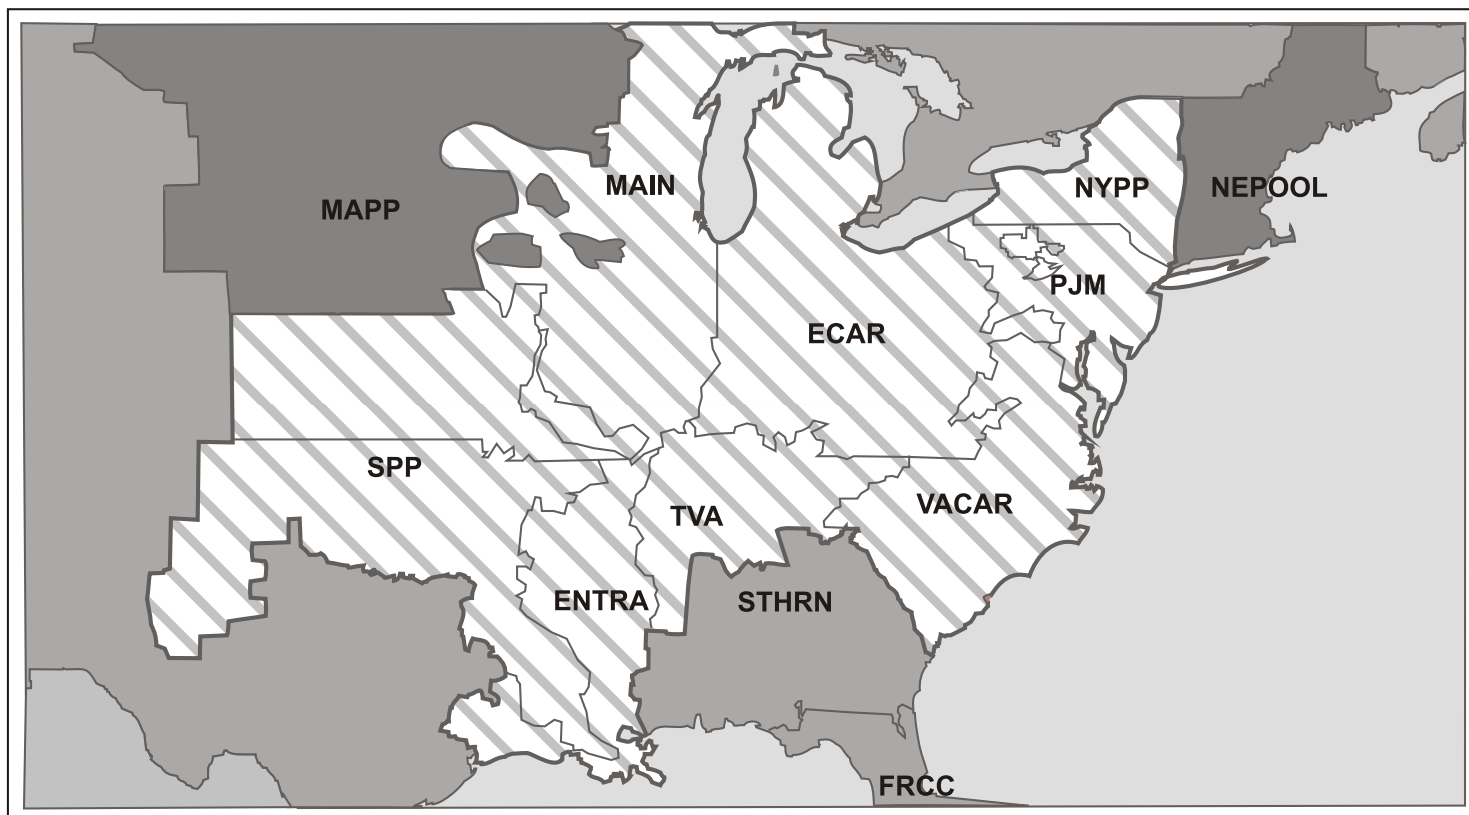 MAIN
MAPP
NYPP
NEPOOL
PJM
ECAR
SPP
TVA
VACAR
ENTRA
STHRN
FRCC